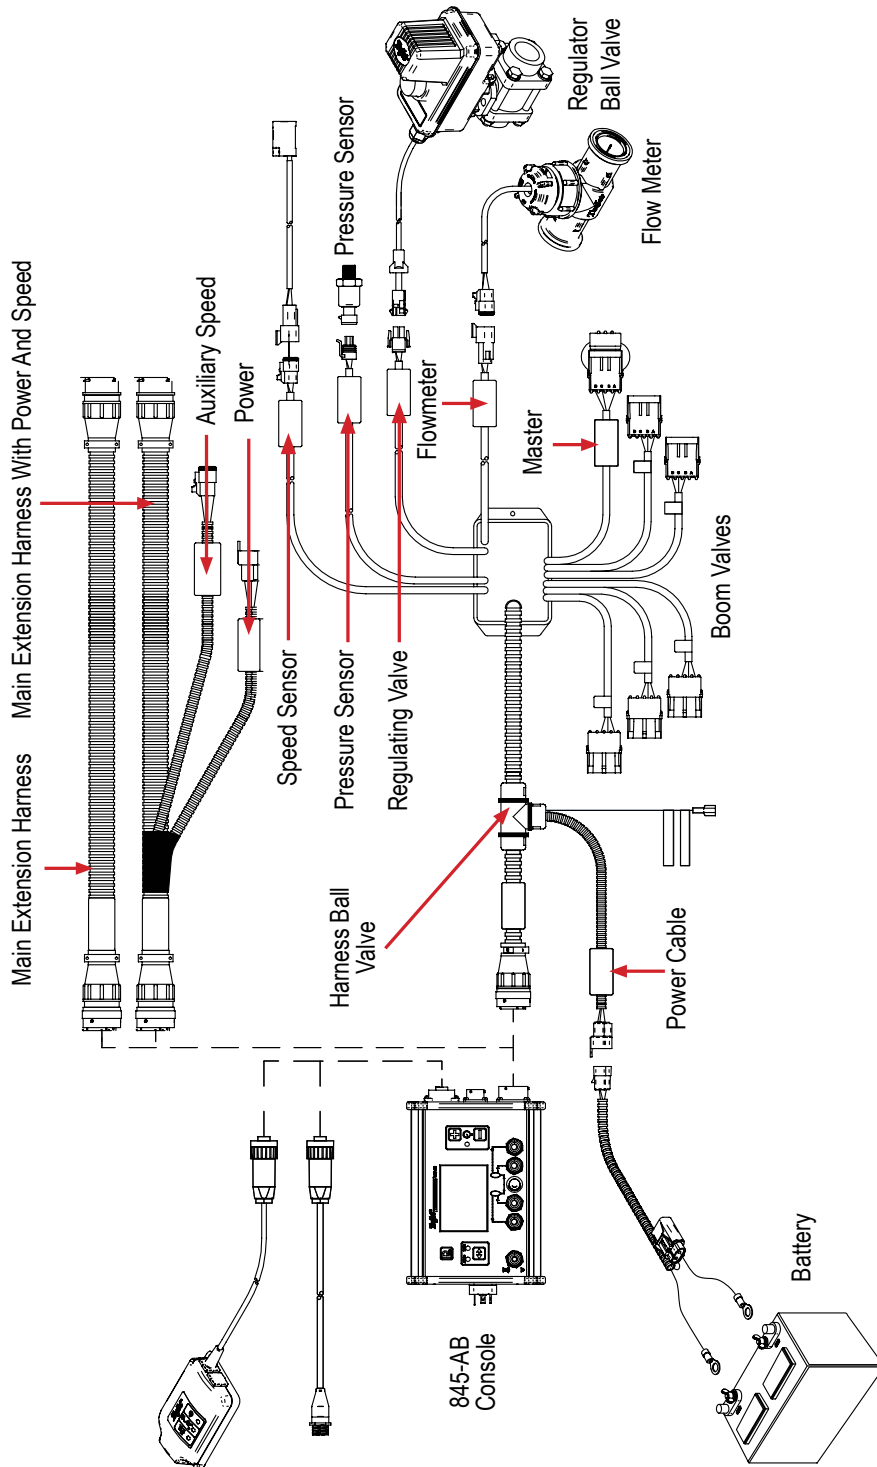 Main Extension Harness
Main Extension Harness With Power And Speed
Auxiliary Speed
Power
Speed Sensor
Pressure Sensor
Pressure Sensor
Regulating Valve
Flowmeter
Regulator
Ball Valve
Flow Meter
Master
Boom Valves
Harness Ball
Valve
Power Cable
845-AB
Console
Battery